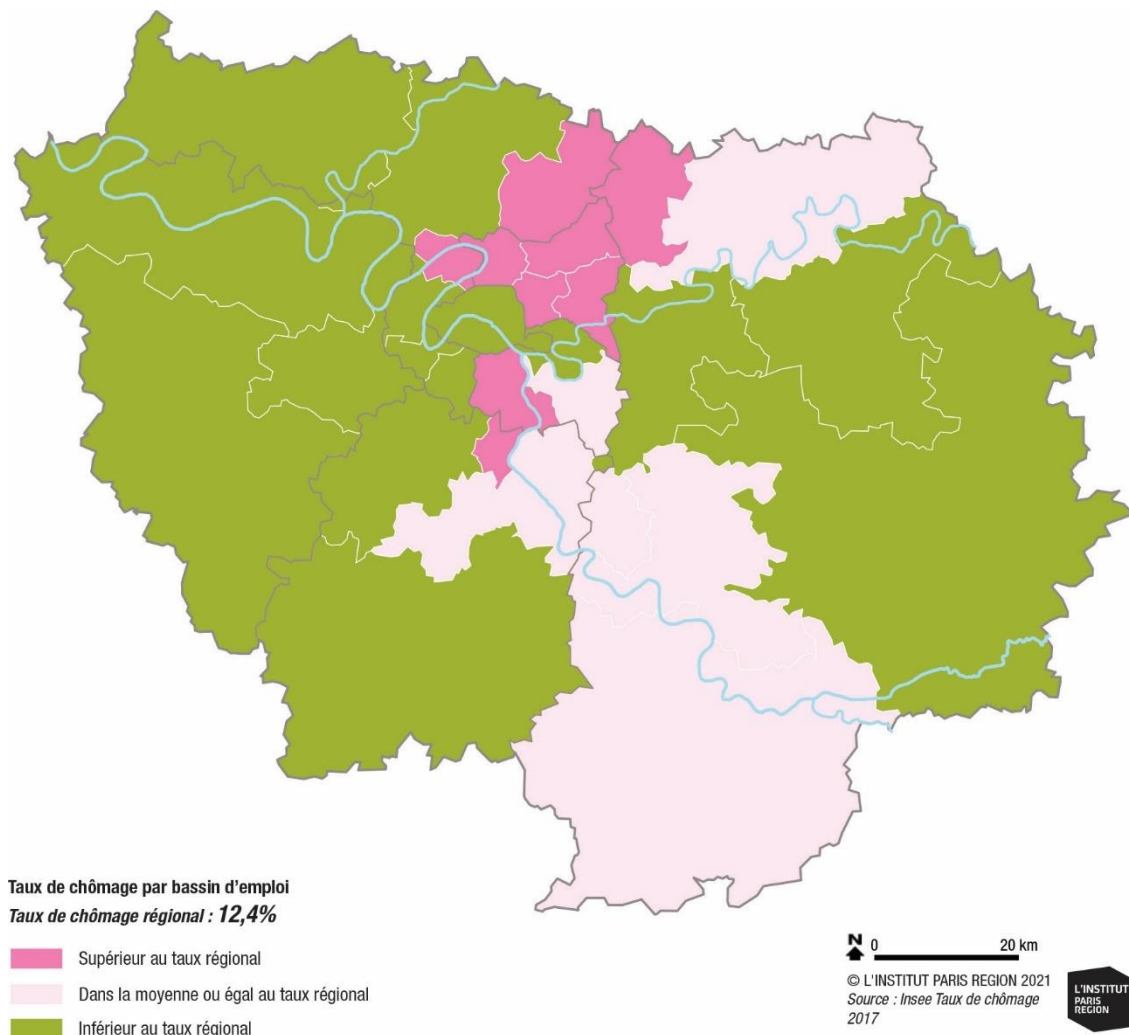 Taux de chômage par bassin d'emploi
Taux de chômage régional : 12,4%
Supérieur au taux régional
Dans la moyenne ou égal au taux régional
Inférieur au taux régional
N 0 20 km
© L'INSTITUT PARIS REGION 2021
Source : Insee Taux de chômage
2017
L'INSTITUT
PARIS
REGION